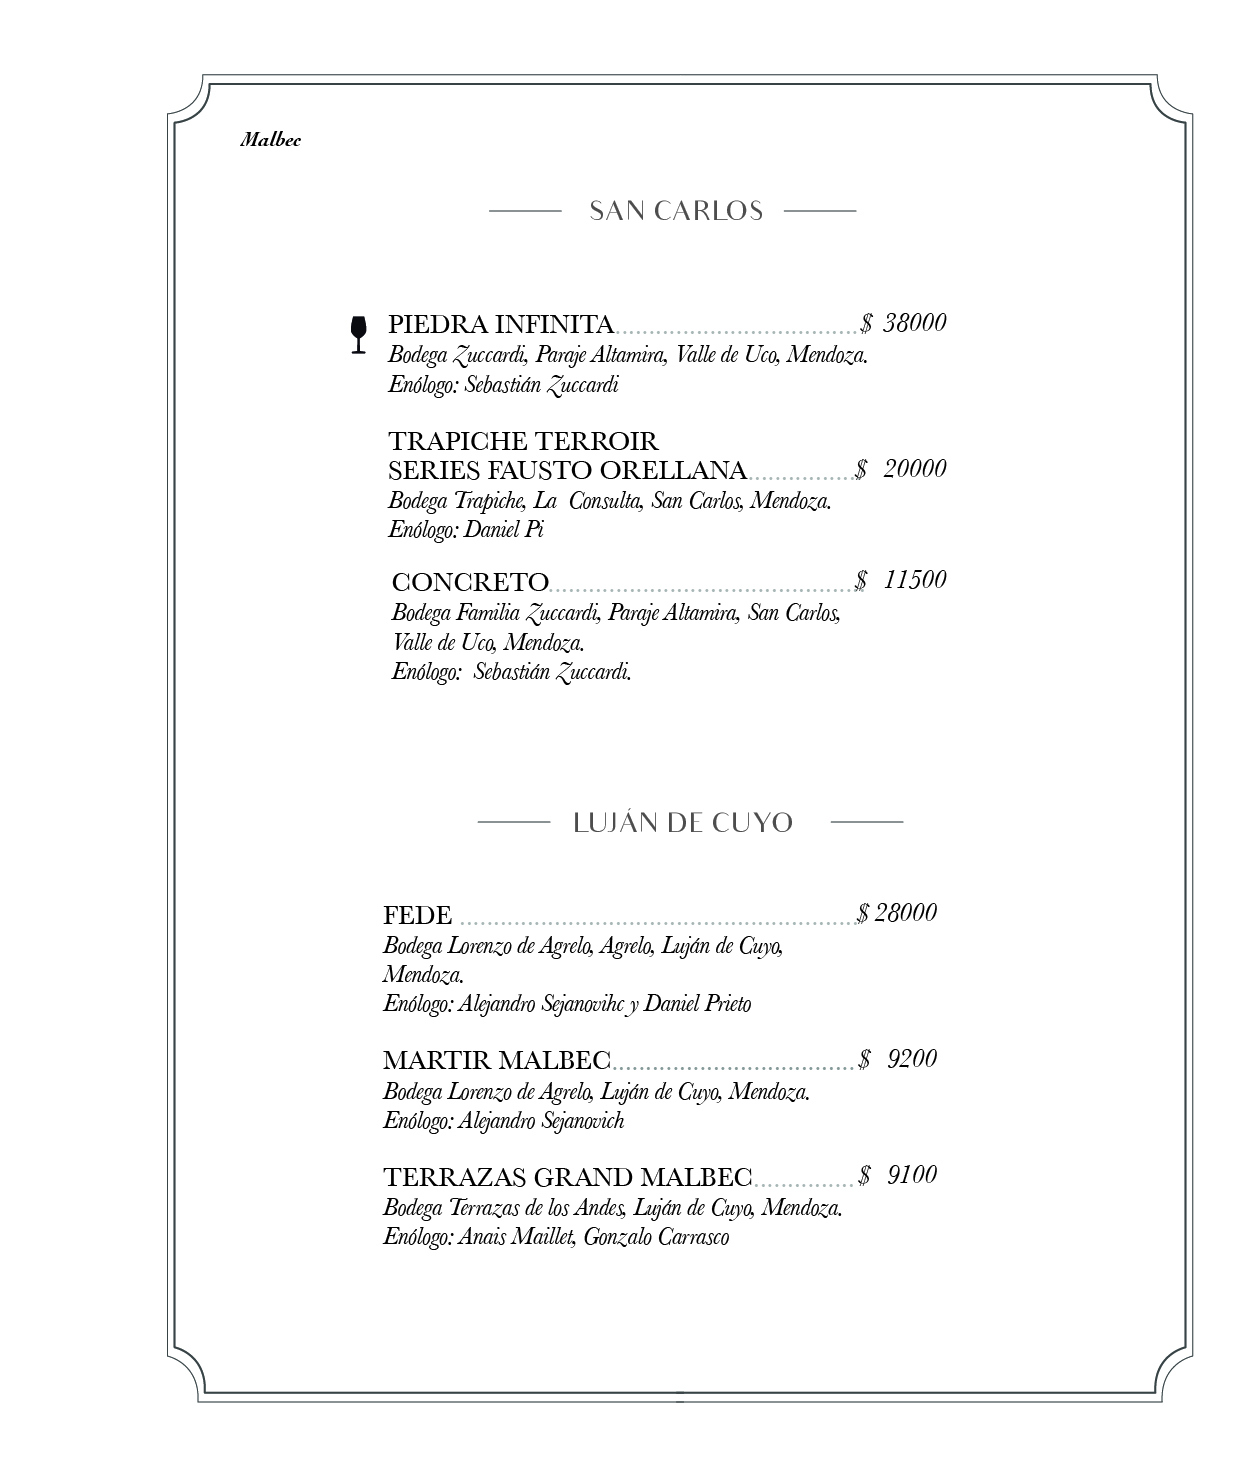 Malbec
SAN CARLOS
PIEDRA INFINITA........................................$ 38000
Bodega Zuccardi, Paraje Altamira, Valle de Uco, Mendoza.
Enólogo: Sebastián Zuccardi
TRAPICHE TERROIR
SERIES FAUSTO ORELLANA.................$ 20000
Bodega Trapiche, La Consulta, San Carlos, Mendoza.
Enólogo: Daniel Pi
CONCRETO....................................................$ 11500
Bodega Familia Zuccardi, Paraje Altamira, San Carlos,
Valle de Uco, Mendoza.
Enólogo: Sebastián Zuccardi.
LUJÁN DE CUYO
FEDE ..................................................................$ 28000
Bodega Lorenzo de Agrelo, Agrelo, Luján de Cuyo,
Mendoza.
Enólogo: Alejandro Sejanovihc y Daniel Prieto
MARTIR MALBEC........................................$ 9200
Bodega Lorenzo de Agrelo, Luján de Cuyo, Mendoza.
Enólogo: Alejandro Sejanovich
TERRAZAS GRAND MALBEC.................$ 9100
Bodega Terrazas de los Andes, Luján de Cuyo, Mendoza.
Enólogo: Anais Maillet, Gonzalo Carrasco